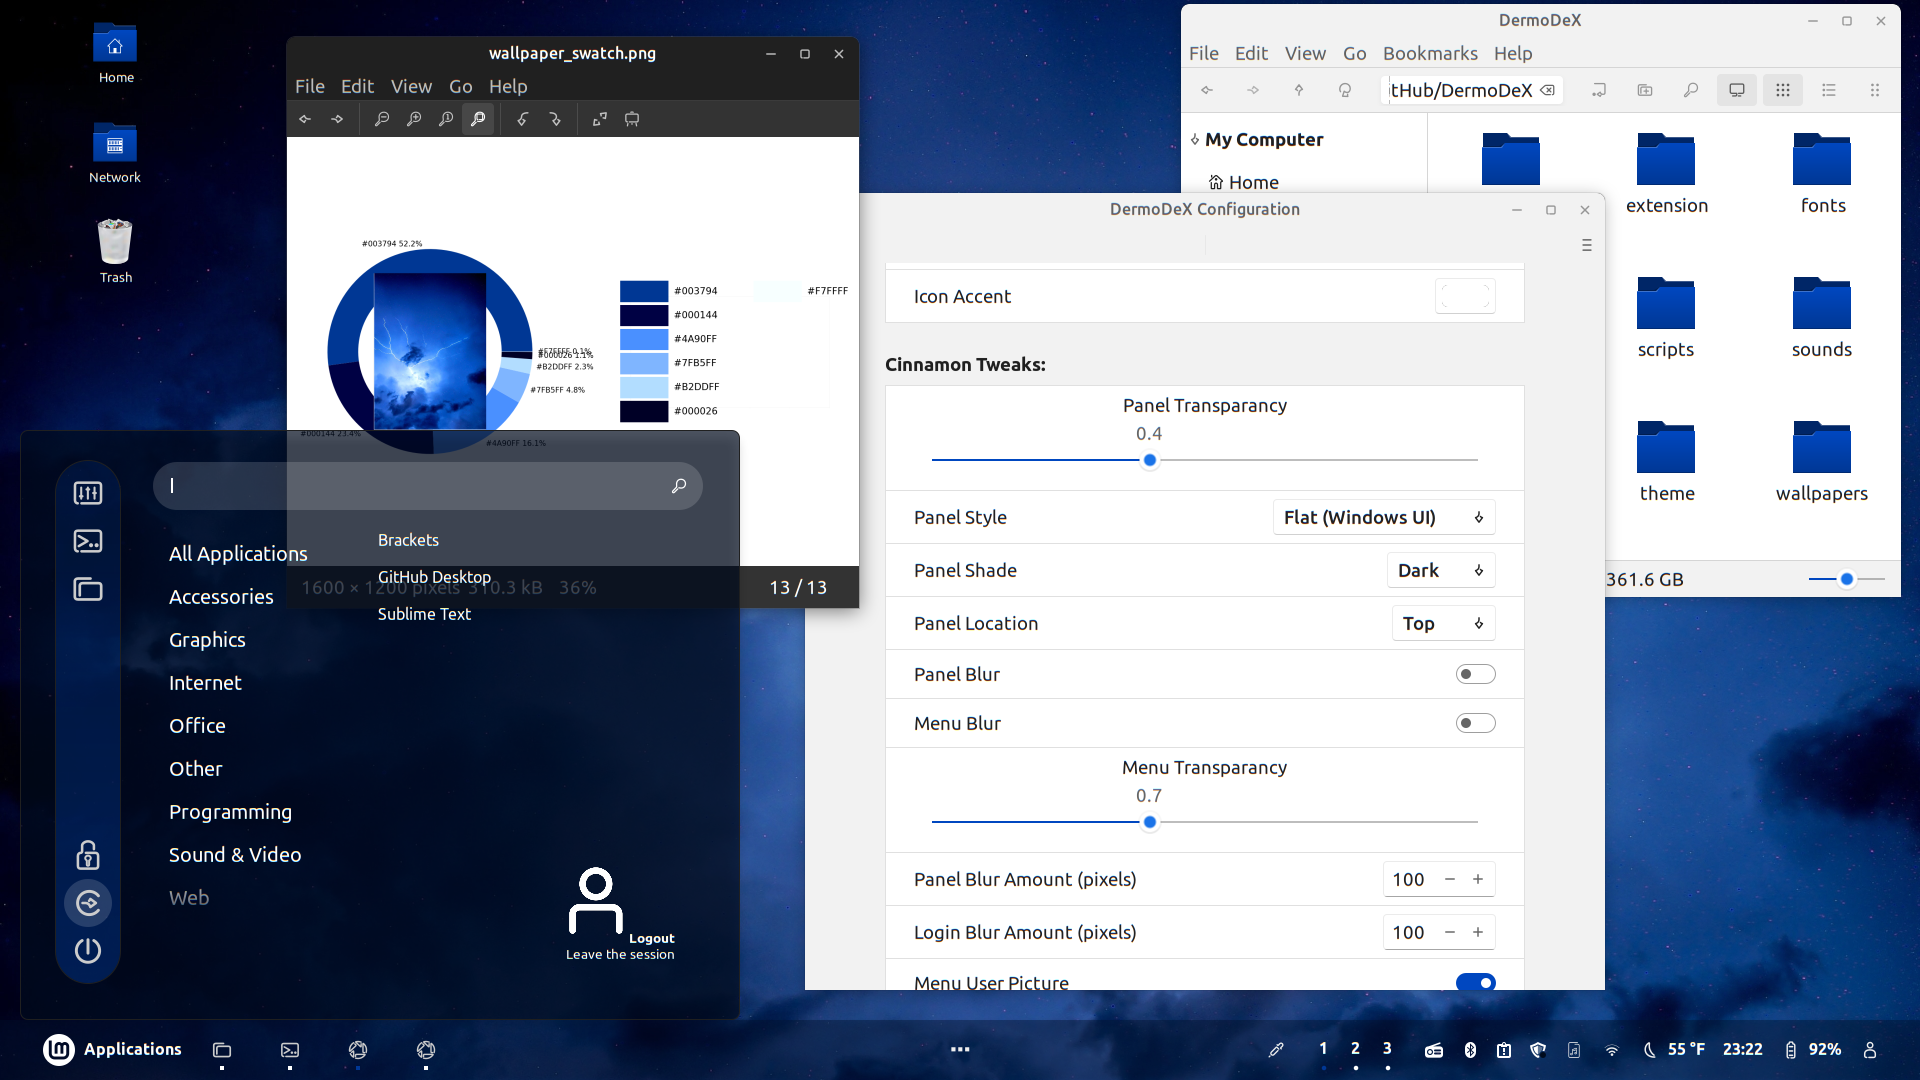 Home
Network
Trash
wallpaper_swatch.png
File Edit View Go Help
#003794 52.2%
#F7FFFF 0.1%
#000026 1.1%
#B2DDFF 2.3%
#7FB5FF 4.8%
#4A90FF 16.1%
#000144 23.4%
#003794
#000144
#4A90FF
#7FB5FF
#B2DDFF
#000026
#F7FFFF
1600 × 1200 pixels 310.3 kB 36%
13 / 13
DermoDeX
File Edit View Go Bookmarks Help
tHub/DermoDeX
My Computer
Home
extension
fonts
scripts
sounds
theme
wallpapers
361.6 GB
DermoDeX Configuration
Icon Accent
Cinnamon Tweaks:
Panel Transparancy
0.4
Panel Style
Flat (Windows UI)
Panel Shade
Dark
Panel Location
Top
Panel Blur
Menu Blur
Menu Transparancy
0.7
Panel Blur Amount (pixels)
100
Login Blur Amount (pixels)
100
Menu User Picture
All Applications
Accessories
Graphics
Internet
Office
Other
Programming
Sound & Video
Web
Brackets
GitHub Desktop
Sublime Text
Logout
Leave the session
Applications
1 2 3
55 °F
23:22
92%